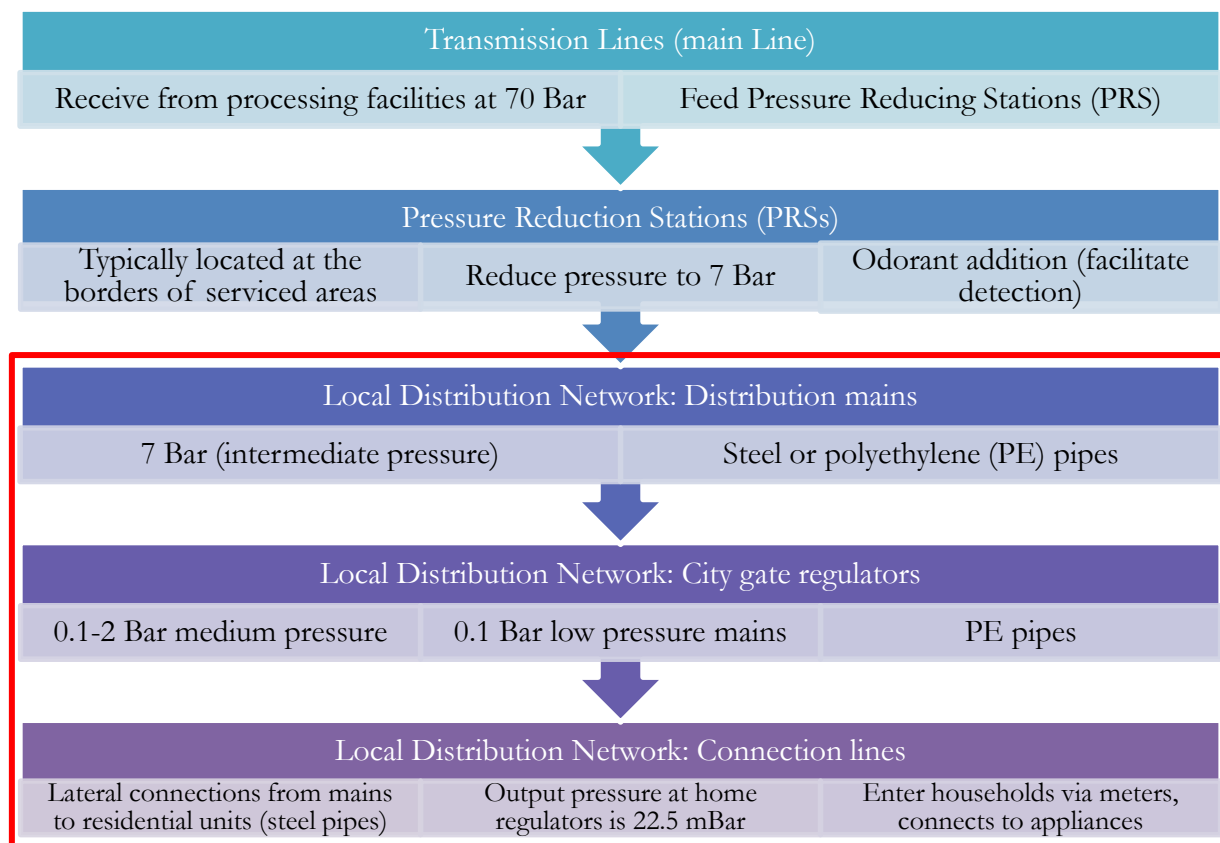 Transmission Lines (main Line)
Receive from processing facilities at 70 Bar
Feed Pressure Reducing Stations (PRS)
Pressure Reduction Stations (PRSs)
Typically located at the
borders of serviced areas
Reduce pressure to 7 Bar
Odorant addition (facilitate
detection)
Local Distribution Network: Distribution mains
7 Bar (intermediate pressure)
Steel or polyethylene (PE) pipes
Local Distribution Network: City gate regulators
0.1-2 Bar medium pressure
0.1 Bar low pressure mains
PE pipes
Local Distribution Network: Connection lines
Lateral connections from mains
to residential units (steel pipes)
Output pressure at home
regulators is 22.5 mBar
Enter households via meters,
connects to appliances